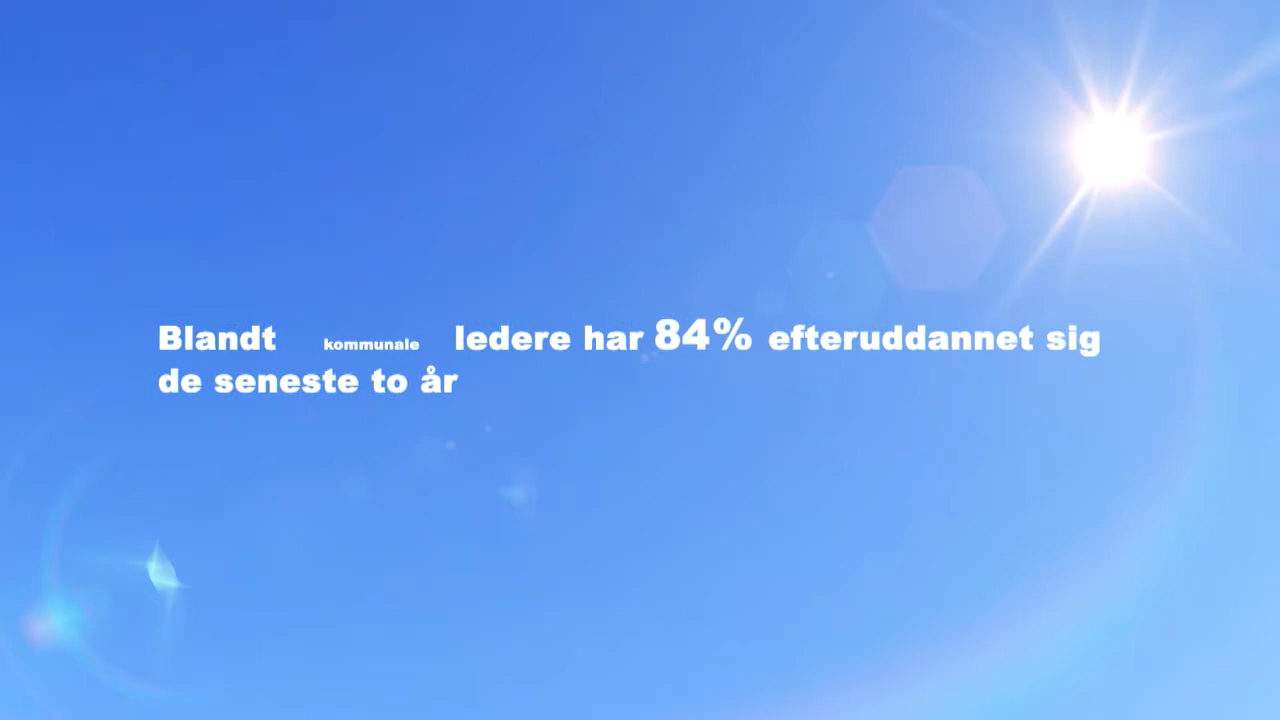 Blandt kommunale ledere har 84% efteruddannet sig
de seneste to år